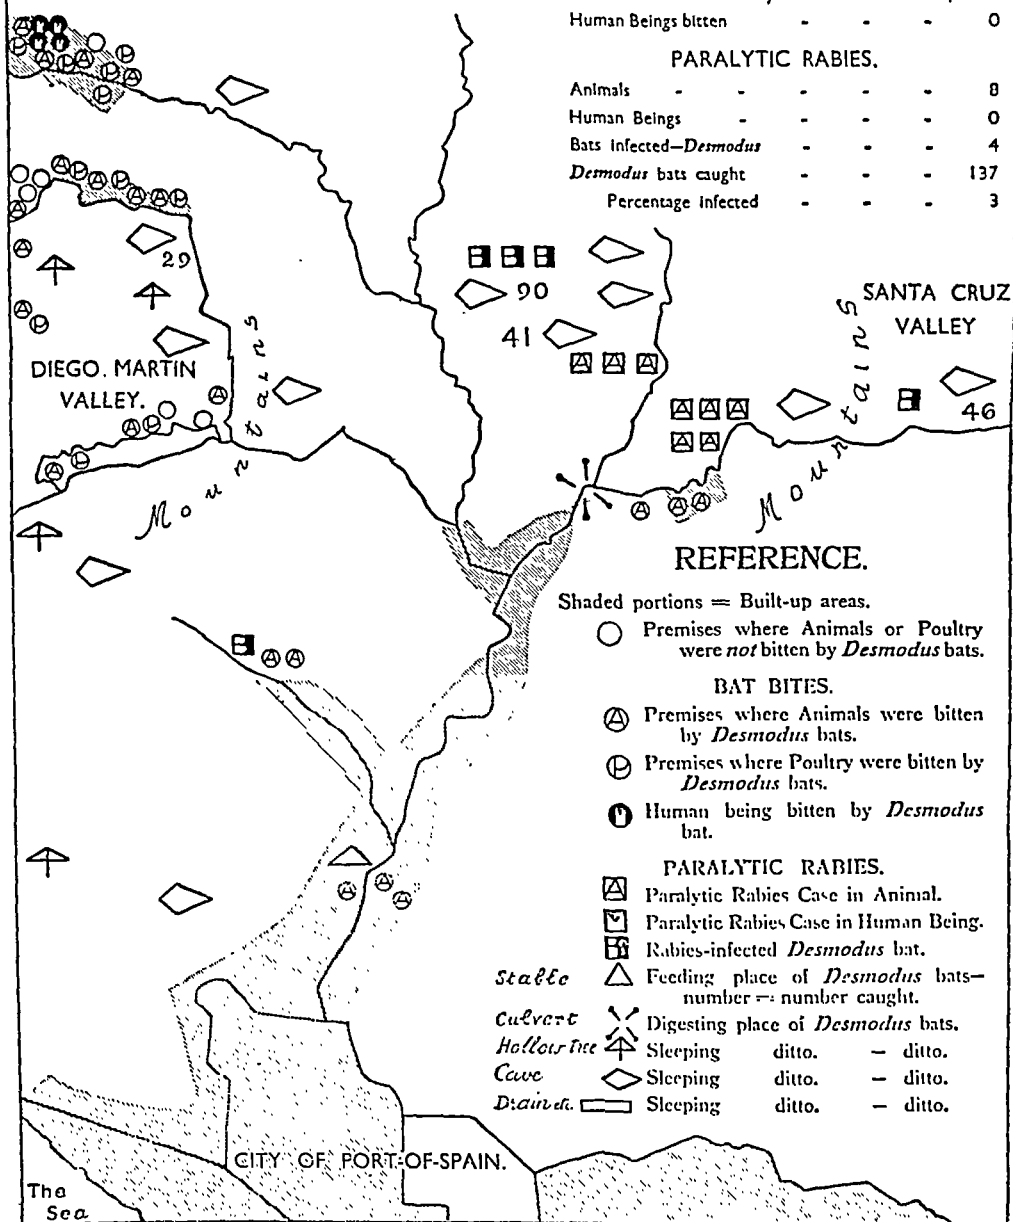 Human Beings bitten - - - 0
PARALYTIC RABIES.
Animals - - - - - 8
Human Beings - - - - 0
Bats infected—Desmodus - - - 4
Desmodus bats caught - - - 137
Percentage infected - - - 3
29
90
41
SANTA CRUZ
VALLEY
46
DIEGO. MARTIN
VALLEY.
Mountains
Mountains
REFERENCE.
Shaded portions = Built-up areas.
Premises where Animals or Poultry
were not bitten by Desmodus bats.
BAT BITES.
A Premises where Animals were bitten
by Desmodus bats.
P Premises where Poultry were bitten by
Desmodus bats.
Human being bitten by Desmodus
bat.
PARALYTIC RABIES.
A Paralytic Rabies Case in Animal.
Paralytic Rabies Case in Human Being.
B Rabies-infected Desmodus bat.
Stable Feeding place of Desmodus bats—
number = number caught.
Culvert Digesting place of Desmodus bats.
Hollow Tree Sleeping ditto. — ditto.
Cave Sleeping ditto. — ditto.
Drain etc. Sleeping ditto. — ditto.
CITY OF PORT-OF-SPAIN.
The
Sea